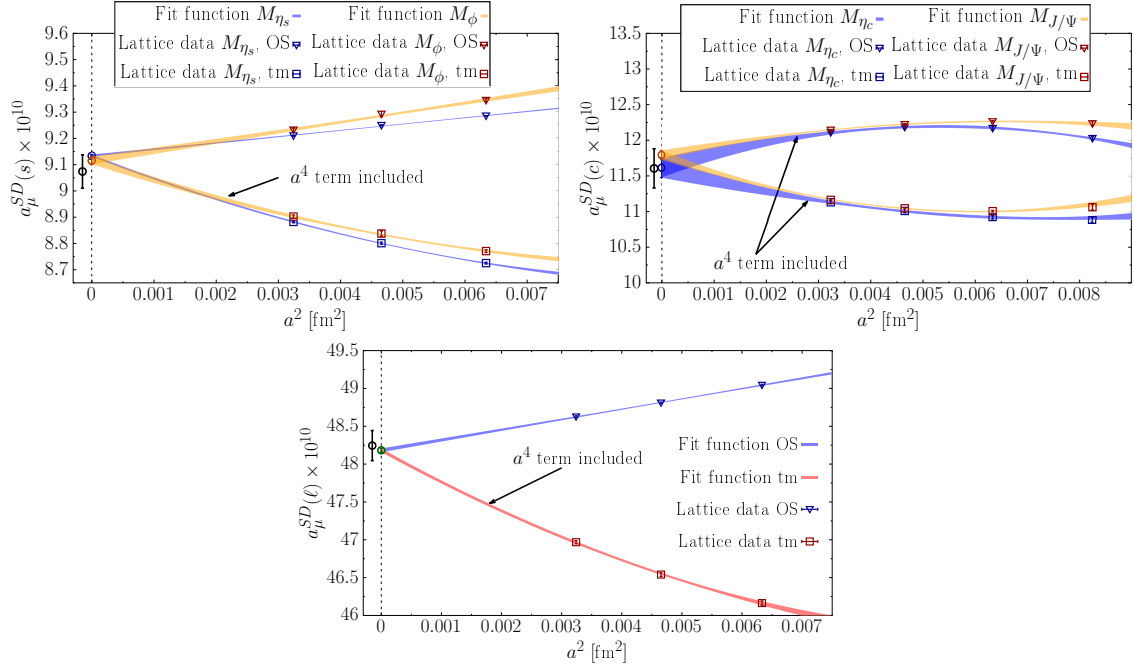 Fit function $M_{\eta_s}$ Fit function $M_{\phi}$
Lattice data $M_{\eta_s}$, OS Lattice data $M_{\phi}$, OS
Lattice data $M_{\eta_s}$, tm Lattice data $M_{\phi}$, tm
9.6
9.5
9.4
9.3
9.2
9.1
9
8.9
8.8
8.7
$a_\mu^{SD}(s) \times 10^{10}$
$a^4$ term included
0 0.001 0.002 0.003 0.004 0.005 0.006 0.007
$a^2$ [fm$^2$]
Fit function $M_{\eta_c}$ Fit function $M_{J/\Psi}$
Lattice data $M_{\eta_c}$, OS Lattice data $M_{J/\Psi}$, OS
Lattice data $M_{\eta_c}$, tm Lattice data $M_{J/\Psi}$, tm
13.5
13
12.5
12
11.5
11
10.5
10
$a_\mu^{SD}(c) \times 10^{10}$
$a^4$ term included
0 0.001 0.002 0.003 0.004 0.005 0.006 0.007 0.008
$a^2$ [fm$^2$]
49.5
49
48.5
48
47.5
47
46.5
46
$a_\mu^{SD}(\ell) \times 10^{10}$
$a^4$ term included
Fit function OS
Fit function tm
Lattice data OS
Lattice data tm
0 0.001 0.002 0.003 0.004 0.005 0.006 0.007
$a^2$ [fm$^2$]